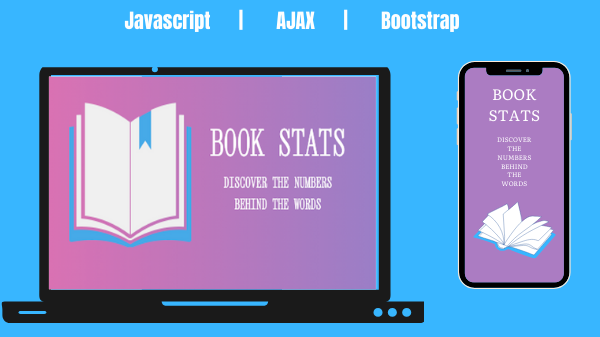 Javascript | AJAX | Bootstrap
BOOK STATS
DISCOVER THE NUMBERS
BEHIND THE WORDS
BOOK
STATS
DISCOVER
THE
NUMBERS
BEHIND
THE
WORDS